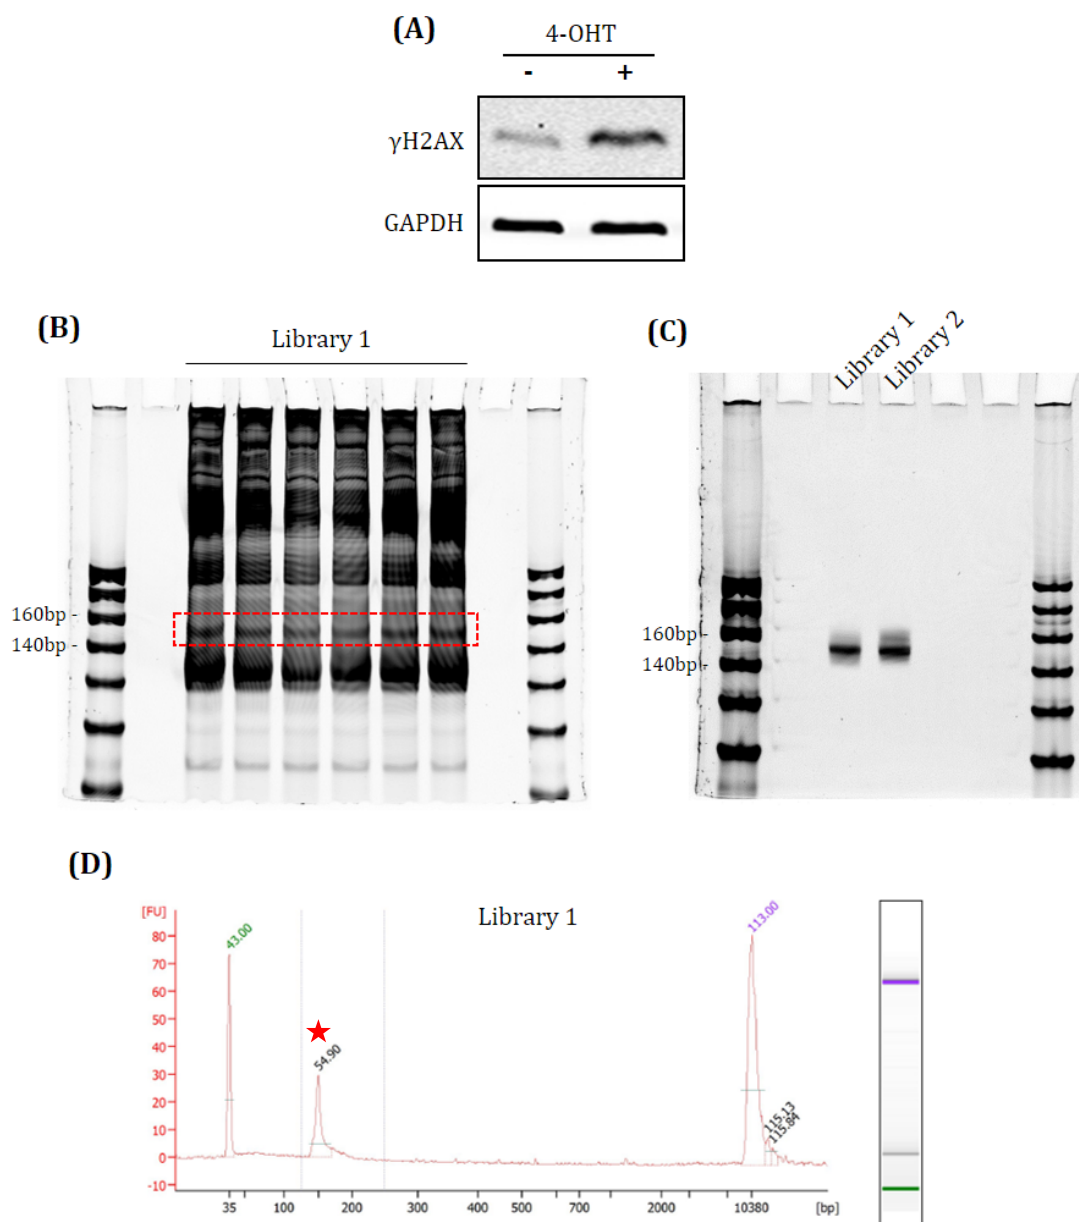 (A)
4-OHT
- +
γH2AX
GAPDH
(B)
Library 1
160bp -
140bp -
(C)
Library 1
Library 2
160bp -
140bp -
(D)
Library 1
[FU]
80
70
60
50
40
30
20
10
0
-10
43.00
54.90
113.00
115.13
115.84
35 100 200 300 400 500 700 2000 10380 [bp]